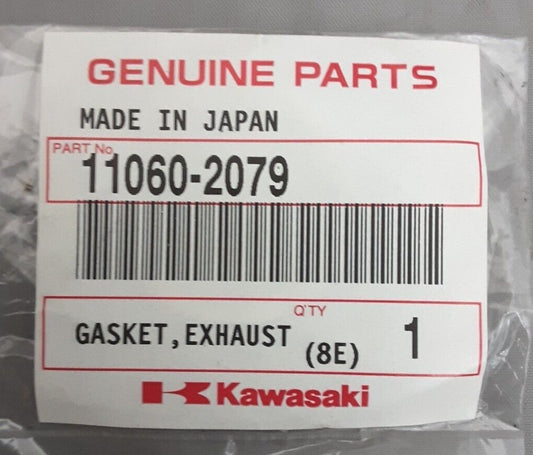 GENUINE PARTS
MADE IN JAPAN
PART No.
11060-2079
Q'TY
GASKET,EXHAUST (8E) 1
Kawasaki